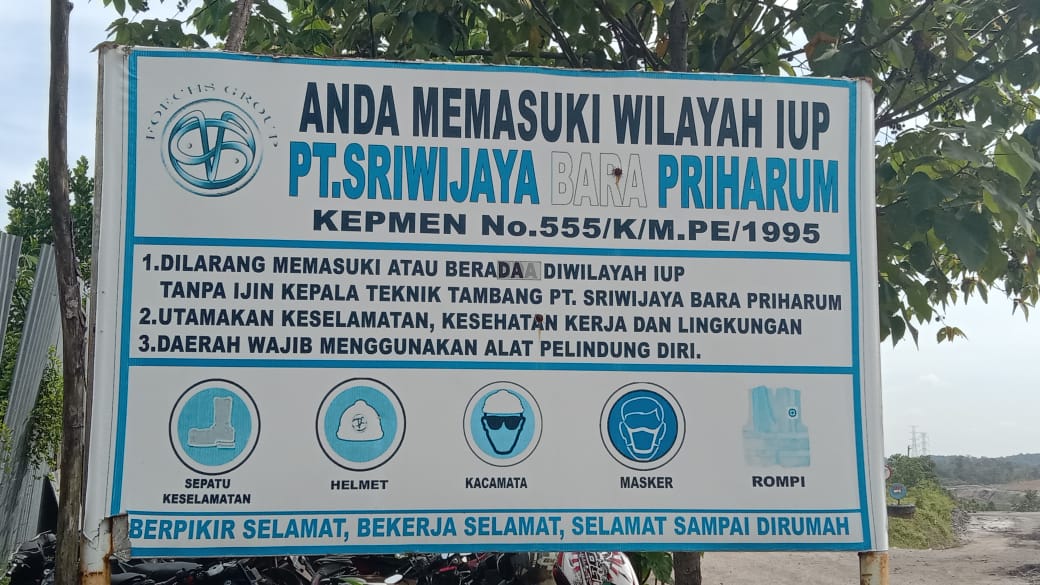 FORCHS GROUP
ANDA MEMASUKI WILAYAH IUP
PT.SRIWIJAYA BARA PRIHARUM
KEPMEN No.555/K/M.PE/1995
1.DILARANG MEMASUKI ATAU BERADAA DIWILAYAH IUP
TANPA IJIN KEPALA TEKNIK TAMBANG PT. SRIWIJAYA BARA PRIHARUM
2.UTAMAKAN KESELAMATAN, KESEHATAN KERJA DAN LINGKUNGAN
3.DAERAH WAJIB MENGGUNAKAN ALAT PELINDUNG DIRI.
SEPATU KESELAMATAN
HELMET
KACAMATA
MASKER
ROMPI
BERPIKIR SELAMAT, BEKERJA SELAMAT, SELAMAT SAMPAI DIRUMAH